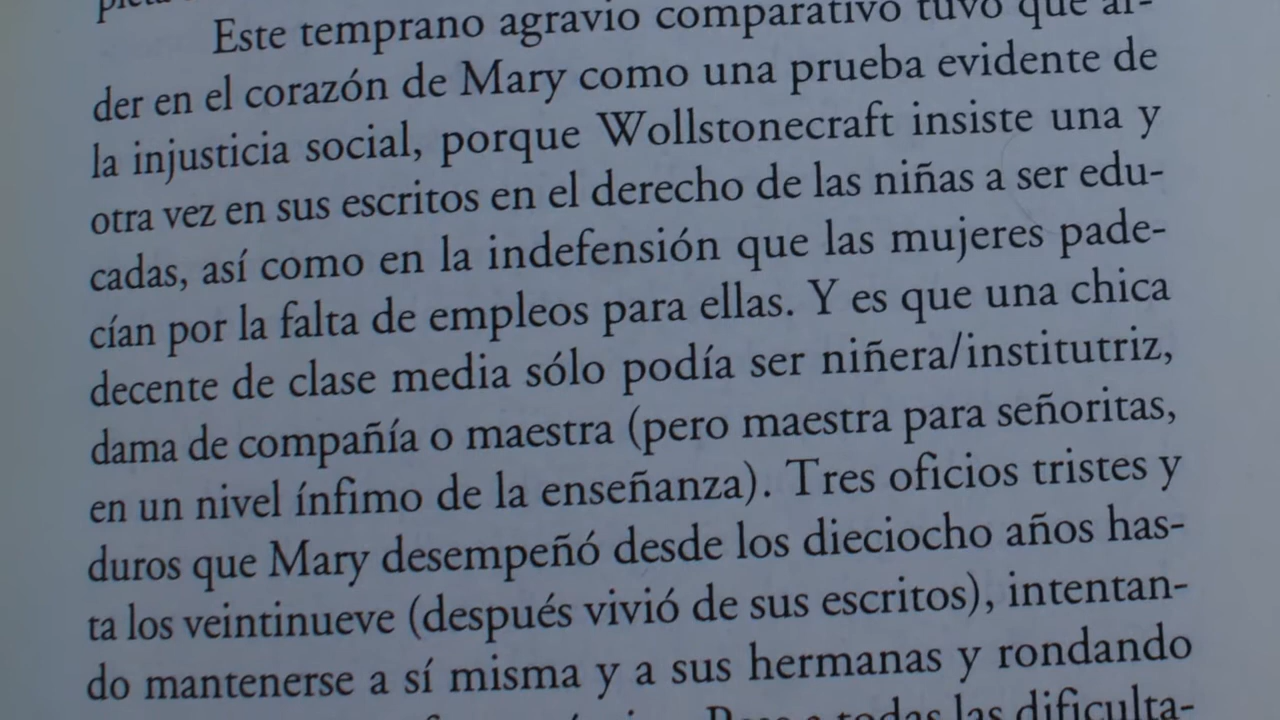 Este temprano agravio comparativo tuvo que ar-
der en el corazón de Mary como una prueba evidente de
la injusticia social, porque Wollstonecraft insiste una y
otra vez en sus escritos en el derecho de las niñas a ser edu-
cadas, así como en la indefensión que las mujeres pade-
cían por la falta de empleos para ellas. Y es que una chica
decente de clase media sólo podía ser niñera/institutriz,
dama de compañía o maestra (pero maestra para señoritas,
en un nivel ínfimo de la enseñanza). Tres oficios tristes y
duros que Mary desempeñó desde los dieciocho años has-
ta los veintinueve (después vivió de sus escritos), intentan-
do mantenerse a sí misma y a sus hermanas y rondando
todas las dificulta-